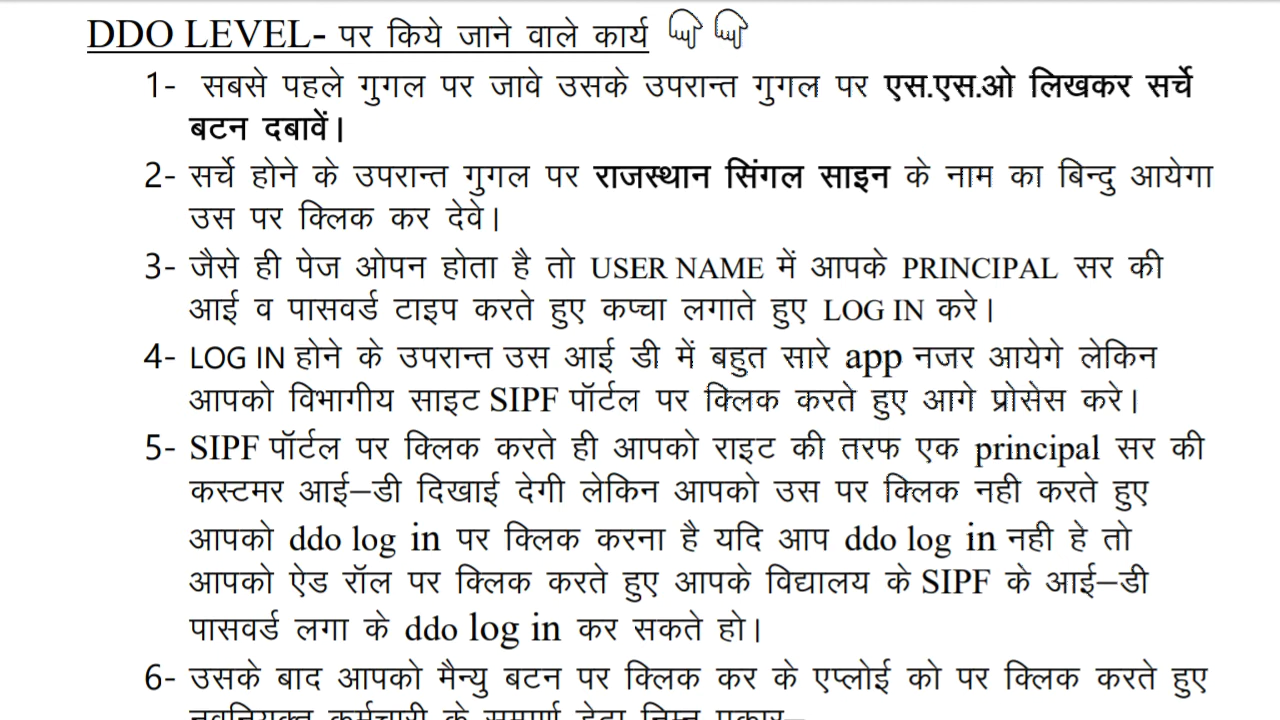 DDO LEVEL- पर किये जाने वाले कार्य
1- सबसे पहले गुगल पर जावे उसके उपरान्त गुगल पर एस.एस.ओ लिखकर सर्चे
बटन दबावें।
2- सर्चे होने के उपरान्त गुगल पर राजस्थान सिंगल साइन के नाम का बिन्दु आयेगा
उस पर क्लिक कर देवे।
3- जैसे ही पेज ओपन होता है तो USER NAME में आपके PRINCIPAL सर की
आई व पासवर्ड टाइप करते हुए कप्चा लगाते हुए LOG IN करे।
4- LOG IN होने के उपरान्त उस आई डी में बहुत सारे app नजर आयेगे लेकिन
आपको विभागीय साइट SIPF पॉर्टल पर क्लिक करते हुए आगे प्रोसेस करे।
5- SIPF पॉर्टल पर क्लिक करते ही आपको राइट की तरफ एक principal सर की
कस्टमर आई–डी दिखाई देगी लेकिन आपको उस पर क्लिक नही करते हुए
आपको ddo log in पर क्लिक करना है यदि आप ddo log in नही हे तो
आपको ऐड रॉल पर क्लिक करते हुए आपके विद्यालय के SIPF के आई–डी
पासवर्ड लगा के ddo log in कर सकते हो।
6- उसके बाद आपको मैन्यु बटन पर क्लिक कर के एप्लोई को पर क्लिक करते हुए
नवनियुक्त कर्मचारी के सम्पूर्ण डेटा निम्न प्रकार–